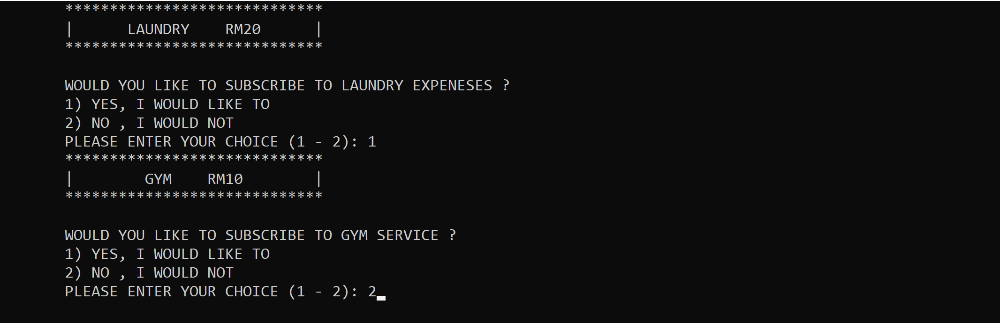 *****************************
| LAUNDRY RM20 |
*****************************
WOULD YOU LIKE TO SUBSCRIBE TO LAUNDRY EXPENESES ?
1) YES, I WOULD LIKE TO
2) NO , I WOULD NOT
PLEASE ENTER YOUR CHOICE (1 - 2): 1
*****************************
| GYM RM10 |
*****************************
WOULD YOU LIKE TO SUBSCRIBE TO GYM SERVICE ?
1) YES, I WOULD LIKE TO
2) NO , I WOULD NOT
PLEASE ENTER YOUR CHOICE (1 - 2): 2